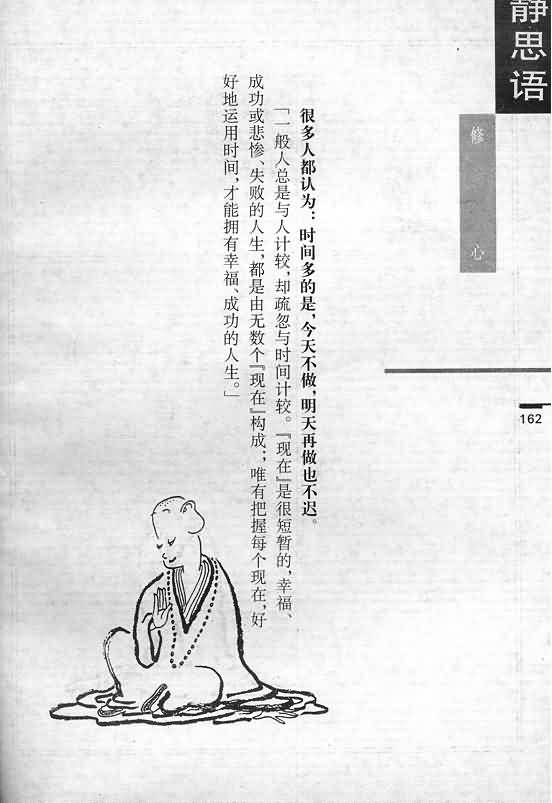 静思语
修心
162
很多人都认为：时间多的是，今天不做，明天再做也不迟。
「一般人总是与人计较，却疏忽与时间计较。『现在』是很短暂的，幸福、
成功或悲惨、失败的人生，都是由无数个『现在』构成；唯有把握每个现在，好
好地运用时间，才能拥有幸福、成功的人生。」